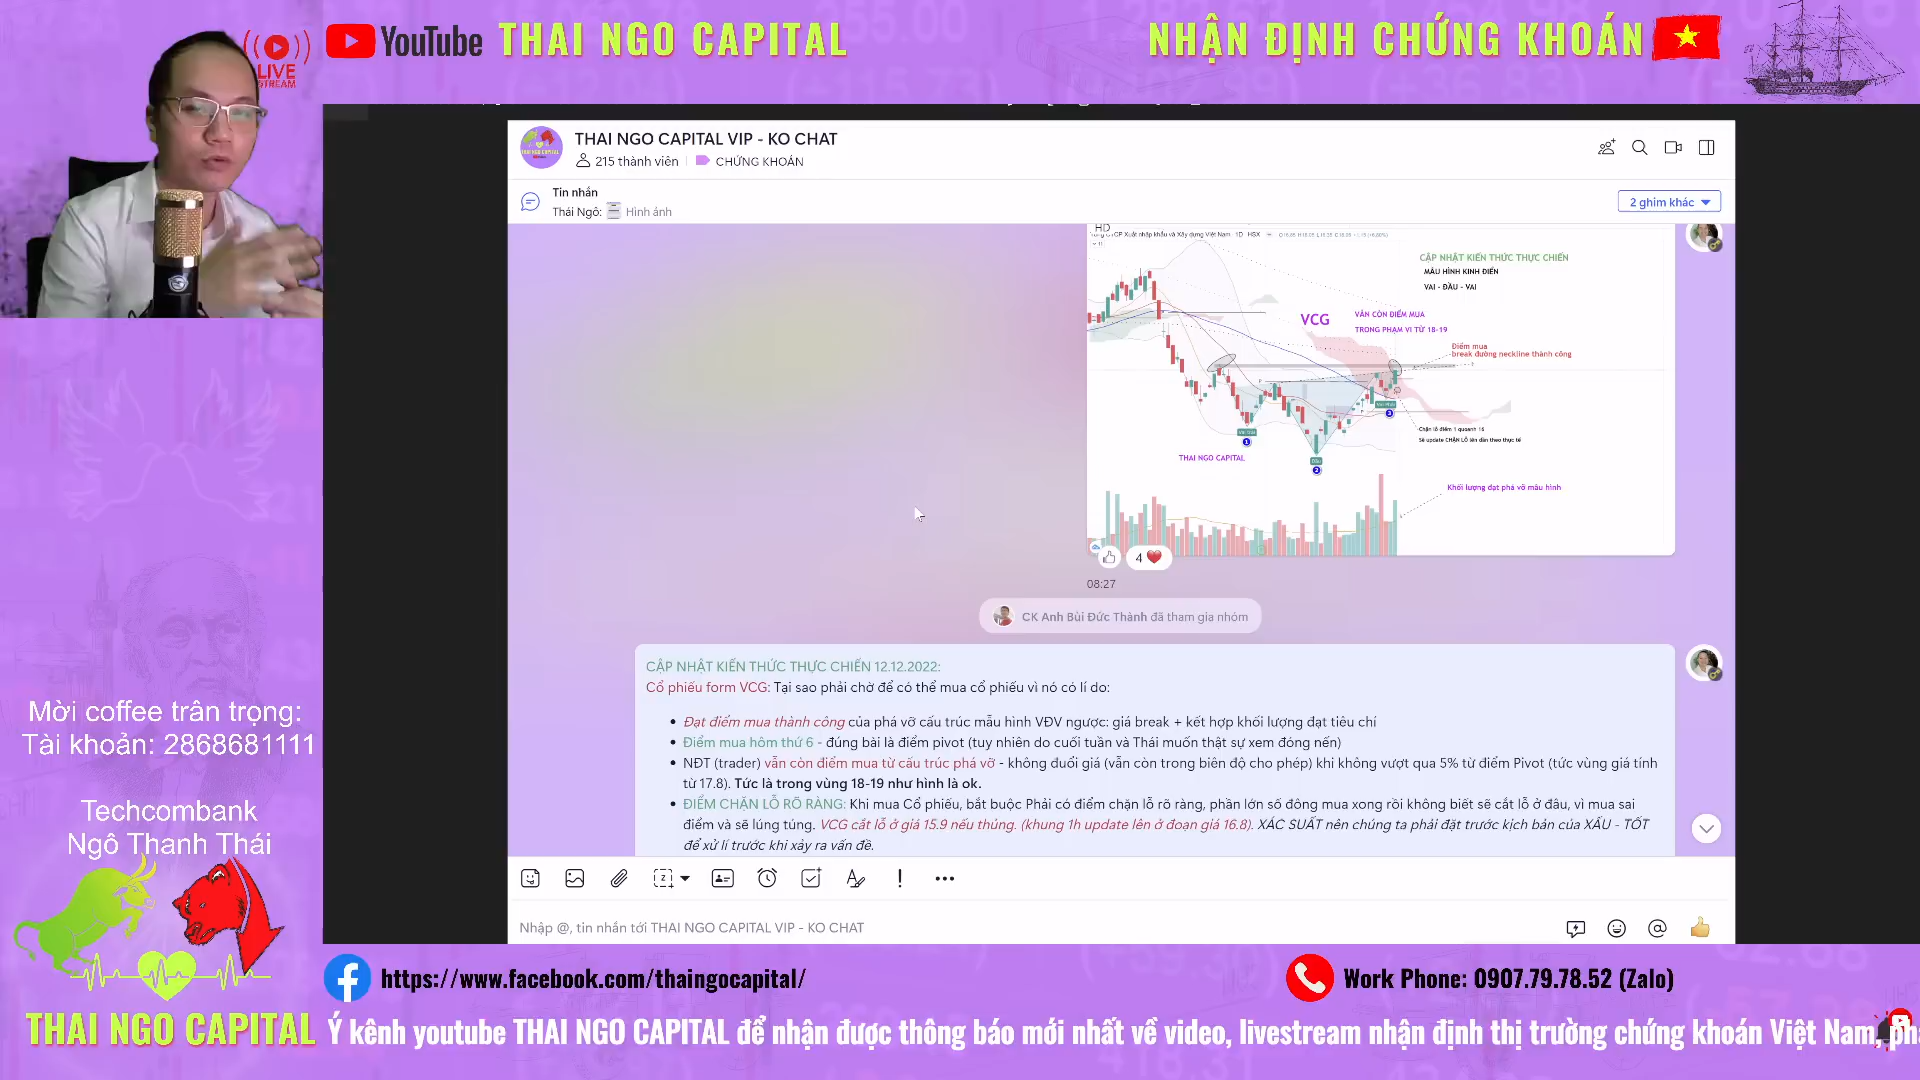 LIVE
STREAM
YouTube
THAI NGO CAPITAL
NHẬN ĐỊNH CHỨNG KHOÁN
THAI NGO CAPITAL VIP - KO CHAT
215 thành viên
CHỨNG KHOÁN
Tin nhắn
Thái Ngô: Hình ảnh
2 ghim khác
HD
CẬP NHẬT KIẾN THỨC THỰC CHIẾN
MẪU HÌNH KINH ĐIỂN
VAI - ĐẦU - VAI
VCG
VẪN CÒN ĐIỂM MUA
TRONG PHẠM VI TỪ 18-19
Điểm mua
break đường neckline thành công
Chặn lỗ điểm 1 quoanh 16
Sẽ update CHẶN LỖ lên dần theo thực tế
THAI NGO CAPITAL
Khối lượng đạt phá vỡ mẫu hình
4
08:27
CK Anh Bùi Đức Thành đã tham gia nhóm
CẬP NHẬT KIẾN THỨC THỰC CHIẾN 12.12.2022:
Cổ phiếu form VCG: Tại sao phải chờ để có thể mua cổ phiếu vì nó có lí do:
Đạt điểm mua thành công của phá vỡ cấu trúc mẫu hình VĐV ngược: giá break + kết hợp khối lượng đạt tiêu chí
Điểm mua hôm thứ 6 - đúng bài là điểm pivot (tuy nhiên do cuối tuần và Thái muốn thật sự xem đóng nến)
NĐT (trader) vẫn còn điểm mua từ cấu trúc phá vỡ - không đuổi giá (vẫn còn trong biên độ cho phép) khi không vượt qua 5% từ điểm Pivot (tức vùng giá tính
từ 17.8). Tức là trong vùng 18-19 như hình là ok.
ĐIỂM CHẶN LỖ RÕ RÀNG: Khi mua Cổ phiếu, bắt buộc Phải có điểm chặn lỗ rõ ràng, phần lớn số đông mua xong rồi không biết sẽ cắt lỗ ở đâu, vì mua sai
điểm và sẽ lúng túng. VCG cắt lỗ ở giá 15.9 nếu thủng. (khung 1h update lên ở đoạn giá 16.8). XÁC SUẤT nên chúng ta phải đặt trước kịch bản của XẤU - TỐT
để xử lí trước khi xảy ra vấn đề.
Nhập @, tin nhắn tới THAI NGO CAPITAL VIP - KO CHAT
Mời coffee trân trọng:
Tài khoản: 2868681111
Techcombank
Ngô Thanh Thái
THAI NGO CAPITAL
https://www.facebook.com/thaingocapital/
Work Phone: 0907.79.78.52 (Zalo)
Ý kênh youtube THAI NGO CAPITAL để nhận được thông báo mới nhất về video, livestream nhận định thị trường chứng khoán Việt Nam,